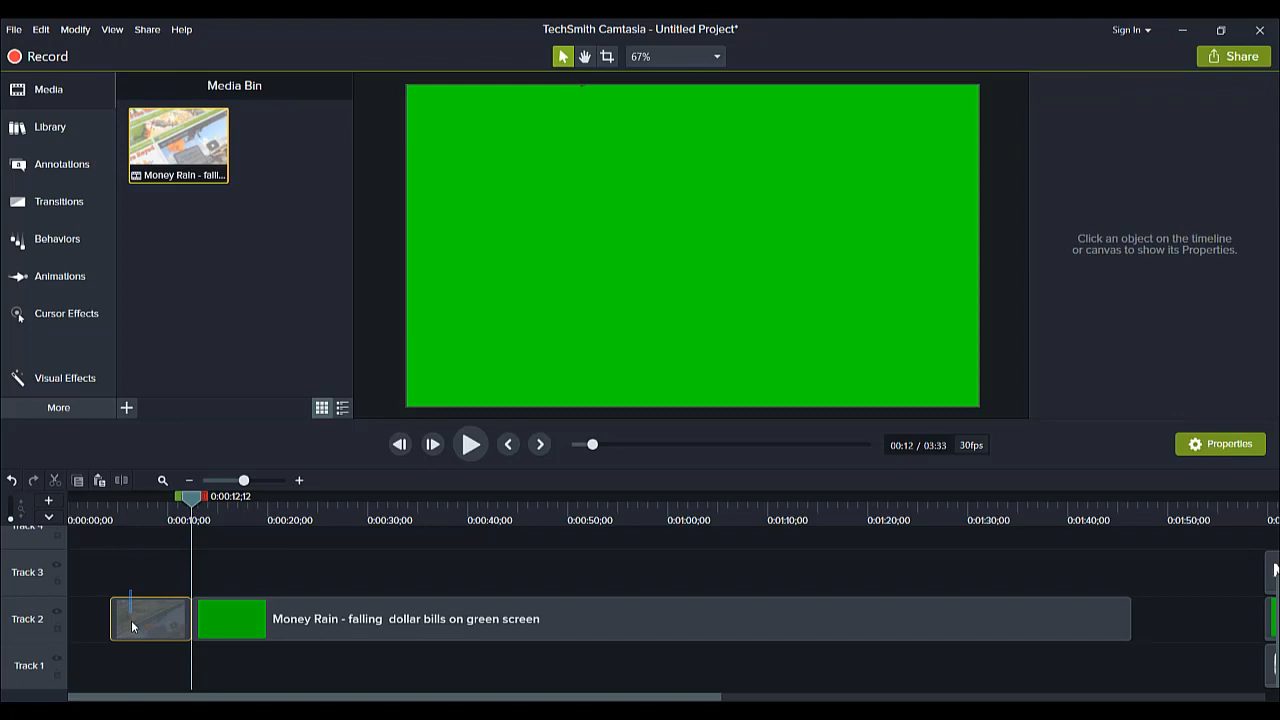 File Edit Modify View Share Help
TechSmith Camtasia - Untitled Project*
Sign In
Record
67%
Share
Media
Media Bin
Library
Annotations
Transitions
Behaviors
Animations
Cursor Effects
Visual Effects
More
Money Rain - falli...
Click an object on the timeline
or canvas to show its Properties.
00:12 / 03:33 30fps
Properties
0:00:12;12
0:00:00;00 0:00:10;00 0:00:20;00 0:00:30;00 0:00:40;00 0:00:50;00 0:01:00;00 0:01:10;00 0:01:20;00 0:01:30;00 0:01:40;00 0:01:50;00
Track 4
Track 3
Track 2
Money Rain - falling dollar bills on green screen
Track 1